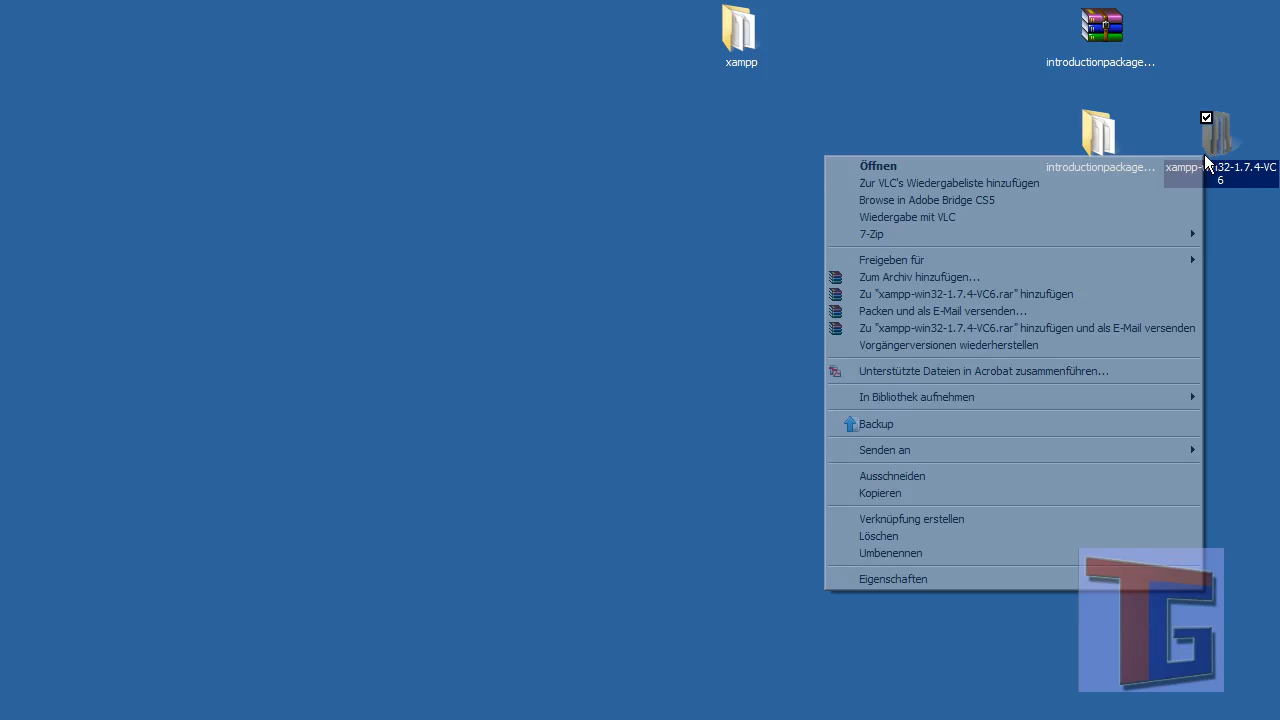 xampp
introductionpackage...
introductionpackage...
xampp-win32-1.7.4-VC
6
Öffnen
Zur VLC's Wiedergabeliste hinzufügen
Browse in Adobe Bridge CS5
Wiedergabe mit VLC
7-Zip
Freigeben für
Zum Archiv hinzufügen...
Zu "xampp-win32-1.7.4-VC6.rar" hinzufügen
Packen und als E-Mail versenden...
Zu "xampp-win32-1.7.4-VC6.rar" hinzufügen und als E-Mail versenden
Vorgängerversionen wiederherstellen
Unterstützte Dateien in Acrobat zusammenführen...
In Bibliothek aufnehmen
Backup
Senden an
Ausschneiden
Kopieren
Verknüpfung erstellen
Löschen
Umbenennen
Eigenschaften
TG